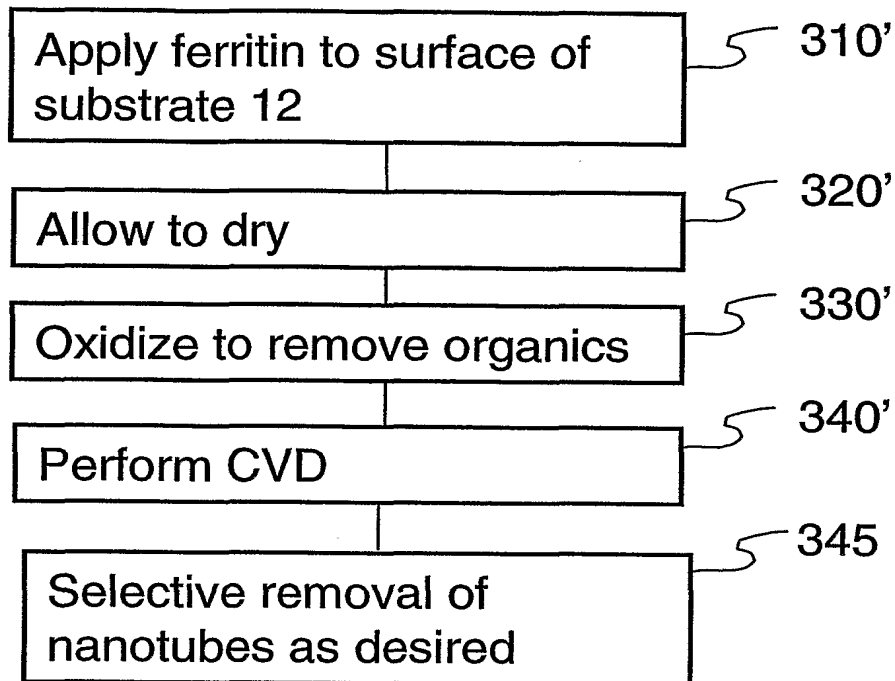 Apply ferritin to surface of
substrate 12
310’
Allow to dry
320’
Oxidize to remove organics
330’
Perform CVD
340’
Selective removal of
nanotubes as desired
345